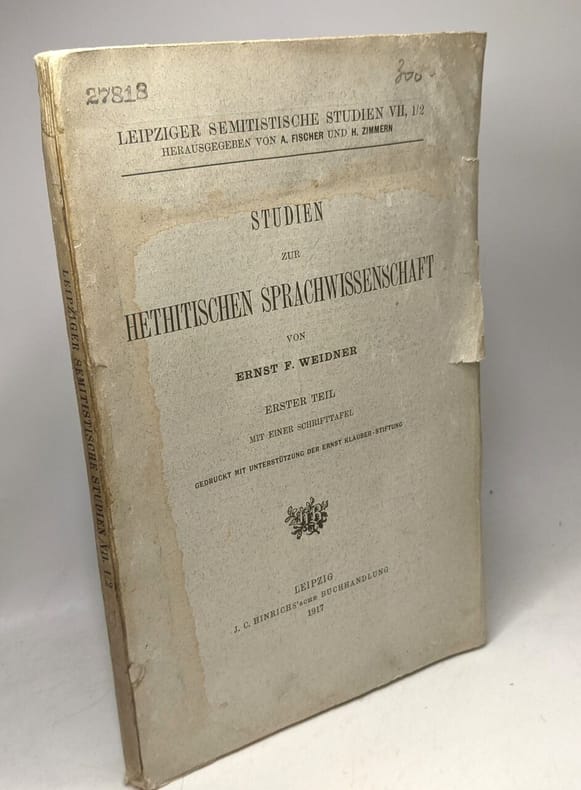 27818
300.-
LEIPZIGER SEMITISTISCHE STUDIEN VII, 1/2
HERAUSGEGEBEN VON A. FISCHER UND H. ZIMMERN
STUDIEN
ZUR
HETHITISCHEN SPRACHWISSENSCHAFT
VON
ERNST F. WEIDNER
ERSTER TEIL
MIT EINER SCHRIFTTAFEL
GEDRUCKT MIT UNTERSTÜTZUNG DER ERNST KLAUBER-STIFTUNG
LEIPZIG
J. C. HINRICHS'sche BUCHHANDLUNG
1917
LEIPZIGER SEMITISTISCHE STUDIEN VII, 1/2